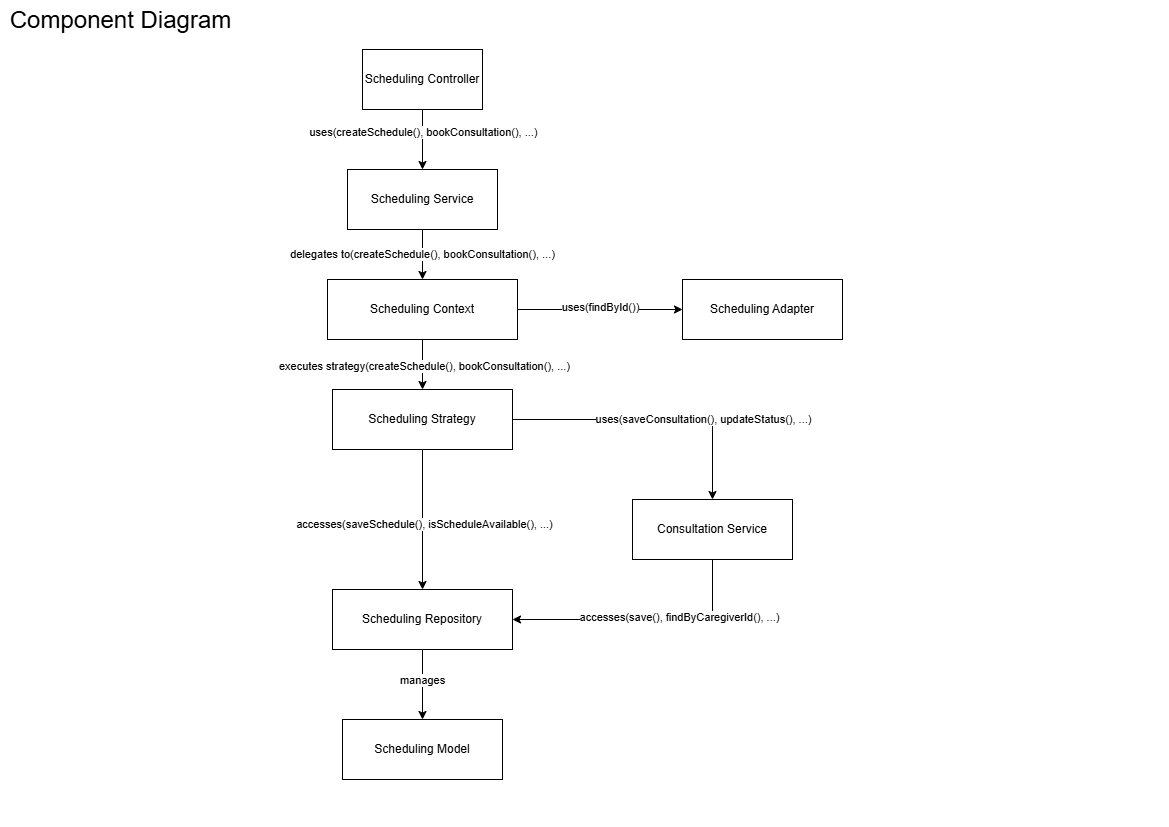 Component Diagram
Scheduling Controller
uses(createSchedule(), bookConsultation(), ...)
Scheduling Service
delegates to(createSchedule(), bookConsultation(), ...)
Scheduling Context
uses(findById())
Scheduling Adapter
executes strategy(createSchedule(), bookConsultation(), ...)
Scheduling Strategy
uses(saveConsultation(), updateStatus(), ...)
accesses(saveSchedule(), isScheduleAvailable(), ...)
Consultation Service
Scheduling Repository
accesses(save(), findByCaregiverId(), ...)
manages
Scheduling Model